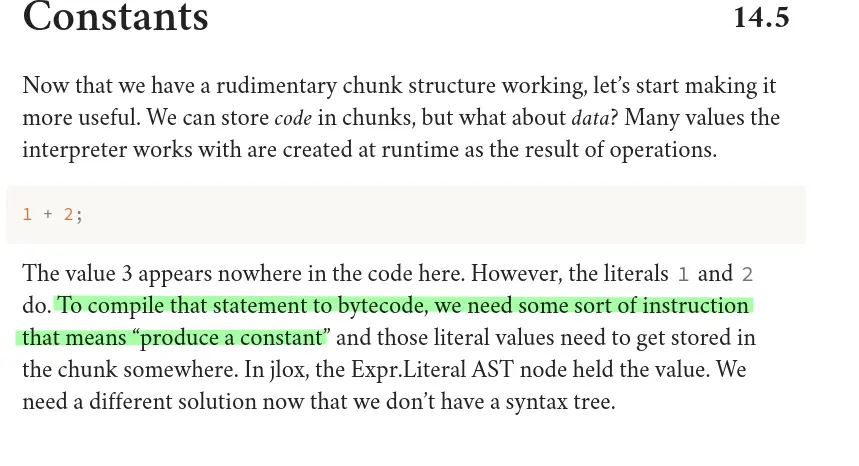 Constants 14.5
Now that we have a rudimentary chunk structure working, let’s start making it
more useful. We can store code in chunks, but what about data? Many values the
interpreter works with are created at runtime as the result of operations.
1 + 2;
The value 3 appears nowhere in the code here. However, the literals 1 and 2
do. To compile that statement to bytecode, we need some sort of instruction
that means “produce a constant” and those literal values need to get stored in
the chunk somewhere. In jlox, the Expr.Literal AST node held the value. We
need a different solution now that we don’t have a syntax tree.